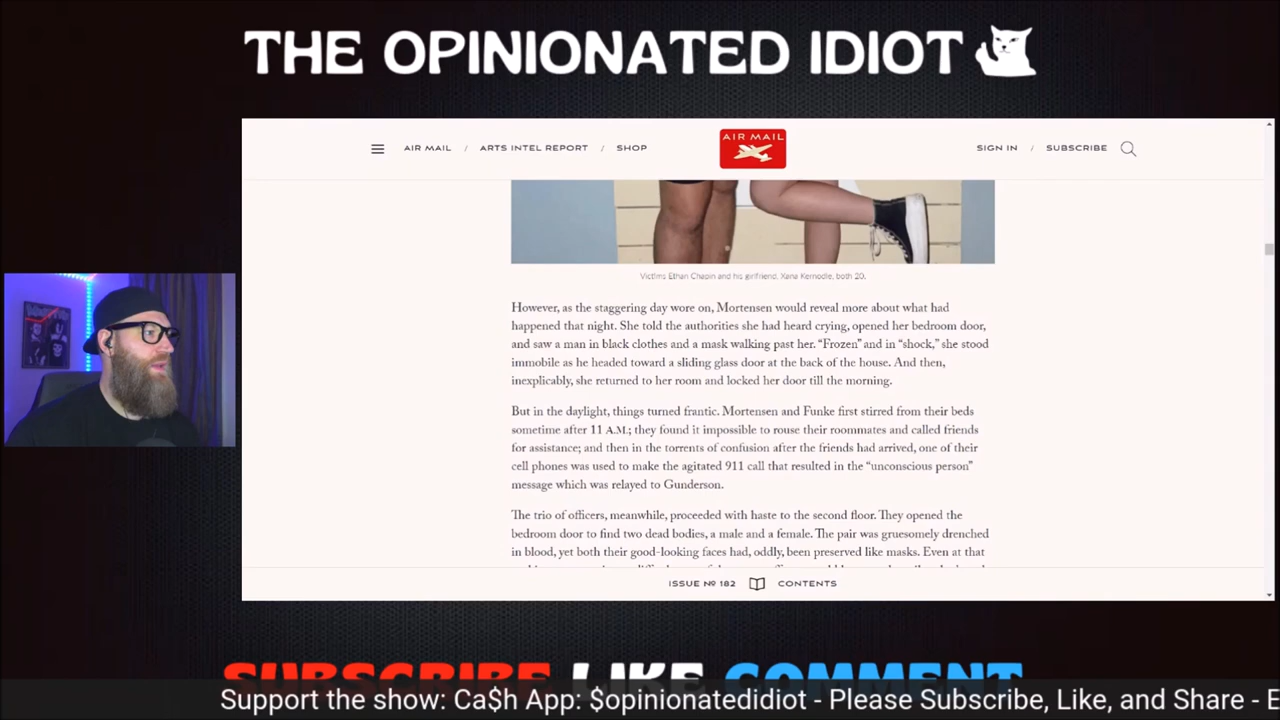 THE OPINIONATED IDIOT
AIR MAIL / ARTS INTEL REPORT / SHOP
AIR MAIL
SIGN IN / SUBSCRIBE
Victims Ethan Chapin and his girlfriend, Xana Kernodle, both 20.
However, as the staggering day wore on, Mortensen would reveal more about what had
happened that night. She told the authorities she had heard crying, opened her bedroom door,
and saw a man in black clothes and a mask walking past her. “Frozen” and in “shock,” she stood
immobile as he headed toward a sliding glass door at the back of the house. And then,
inexplicably, she returned to her room and locked her door till the morning.
But in the daylight, things turned frantic. Mortensen and Funke first stirred from their beds
sometime after 11 A.M.; they found it impossible to rouse their roommates and called friends
for assistance; and then in the torrents of confusion after the friends had arrived, one of their
cell phones was used to make the agitated 911 call that resulted in the “unconscious person”
message which was relayed to Gunderson.
The trio of officers, meanwhile, proceeded with haste to the second floor. They opened the
bedroom door to find two dead bodies, a male and a female. The pair was gruesomely drenched
in blood, yet both their good-looking faces had, oddly, been preserved like masks. Even at that
ISSUE Nº 182 CONTENTS
SUBSCRIBE LIKE COMMENT
Support the show: Ca$h App: $opinionatedidiot - Please Subscribe, Like, and Share - E